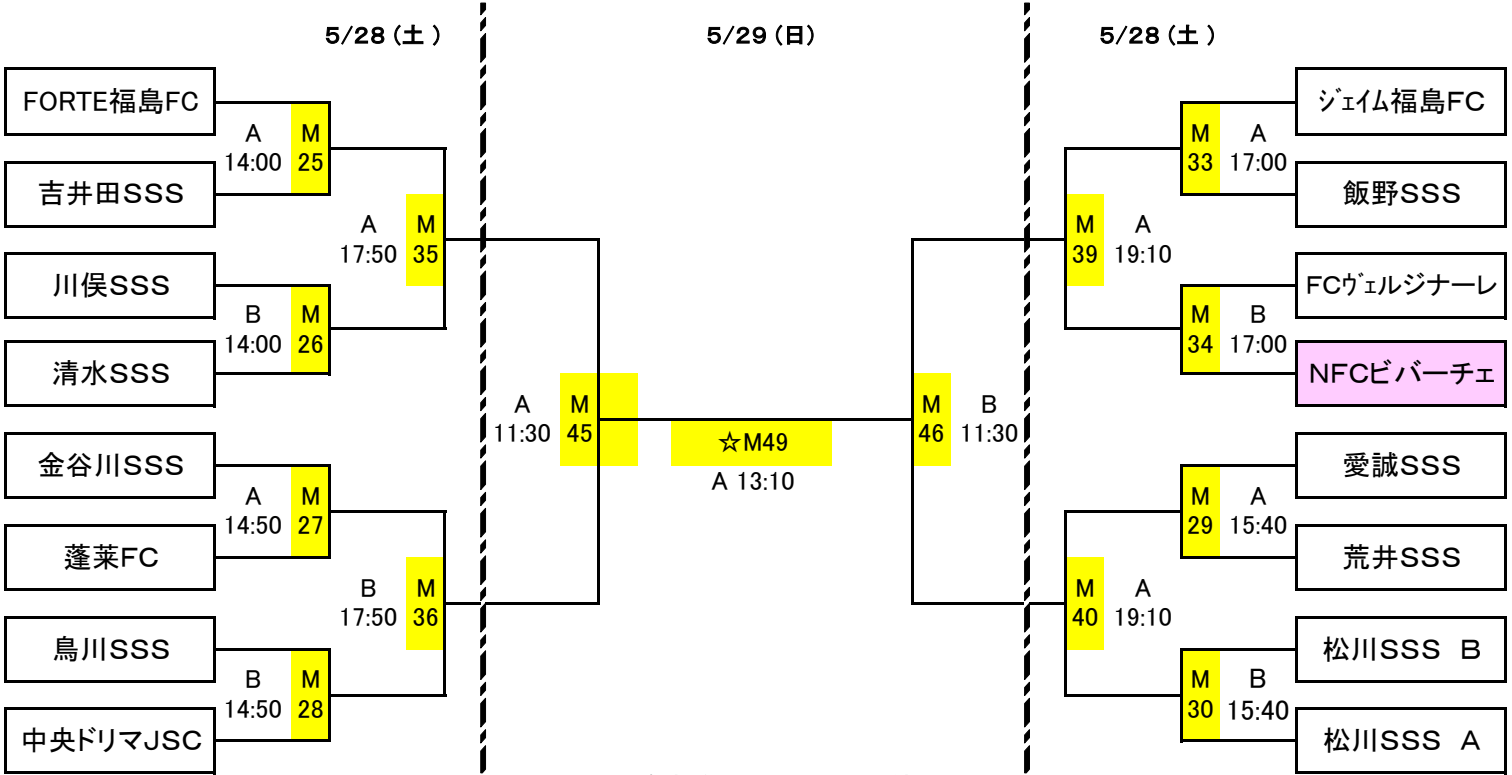 5/28 (土 )
5/29 (日)
5/28 (土 )
FORTE福島FC
A
14:00
M
25
吉井田SSS
A
17:50
M
35
川俣SSS
B
14:00
M
26
清水SSS
A
11:30
M
45
金谷川SSS
A
14:50
M
27
蓬莱FC
B
17:50
M
36
鳥川SSS
B
14:50
M
28
中央ドリマJSC
☆M49
A 13:10
ジェイム福島FC
M
33
A
17:00
飯野SSS
M
39
A
19:10
FCヴェルジナーレ
M
34
B
17:00
NFCビバーチェ
M
46
B
11:30
愛誠SSS
M
29
A
15:40
荒井SSS
M
40
A
19:10
松川SSS B
M
30
B
15:40
松川SSS A